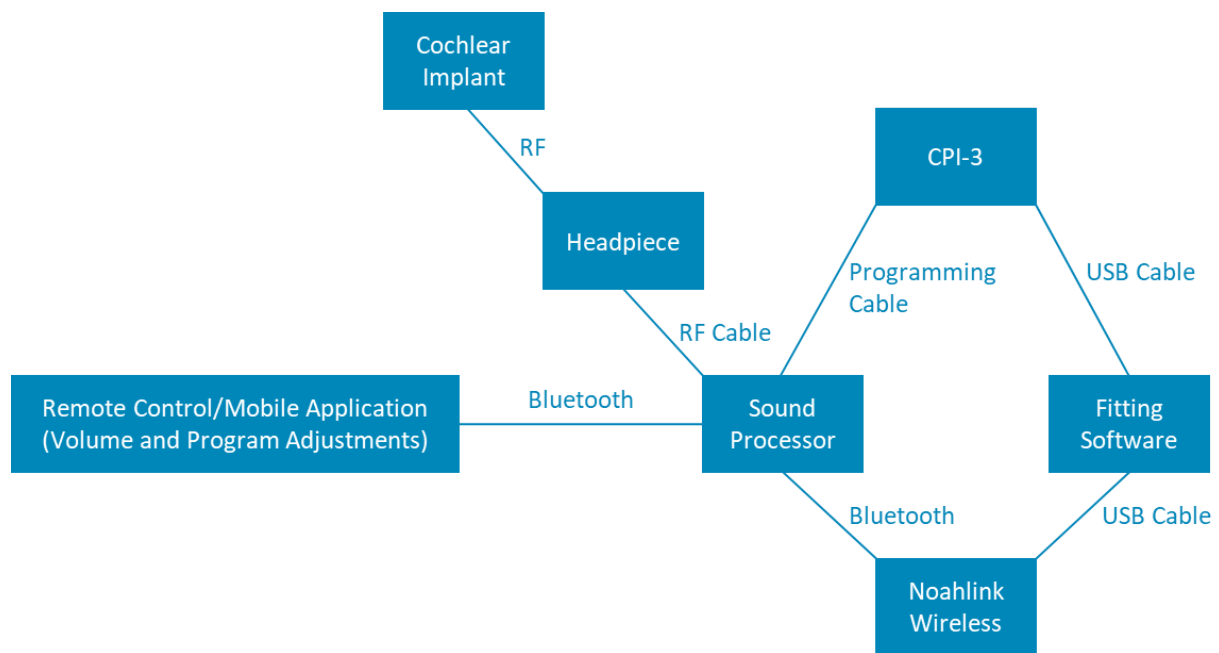 Cochlear
Implant
RF
CPI-3
Headpiece
Programming
Cable
USB Cable
RF Cable
Remote Control/Mobile Application
(Volume and Program Adjustments)
Bluetooth
Sound
Processor
Fitting
Software
Bluetooth
USB Cable
Noahlink
Wireless